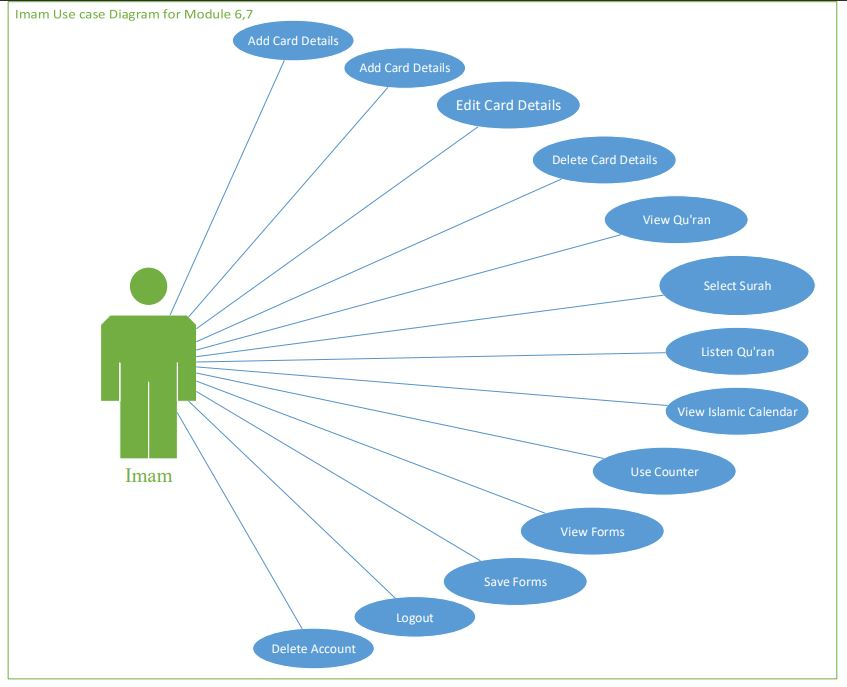 Imam Use case Diagram for Module 6,7
Add Card Details
Add Card Details
Edit Card Details
Delete Card Details
View Qu'ran
Select Surah
Listen Qu'ran
View Islamic Calendar
Use Counter
Imam
View Forms
Save Forms
Logout
Delete Account